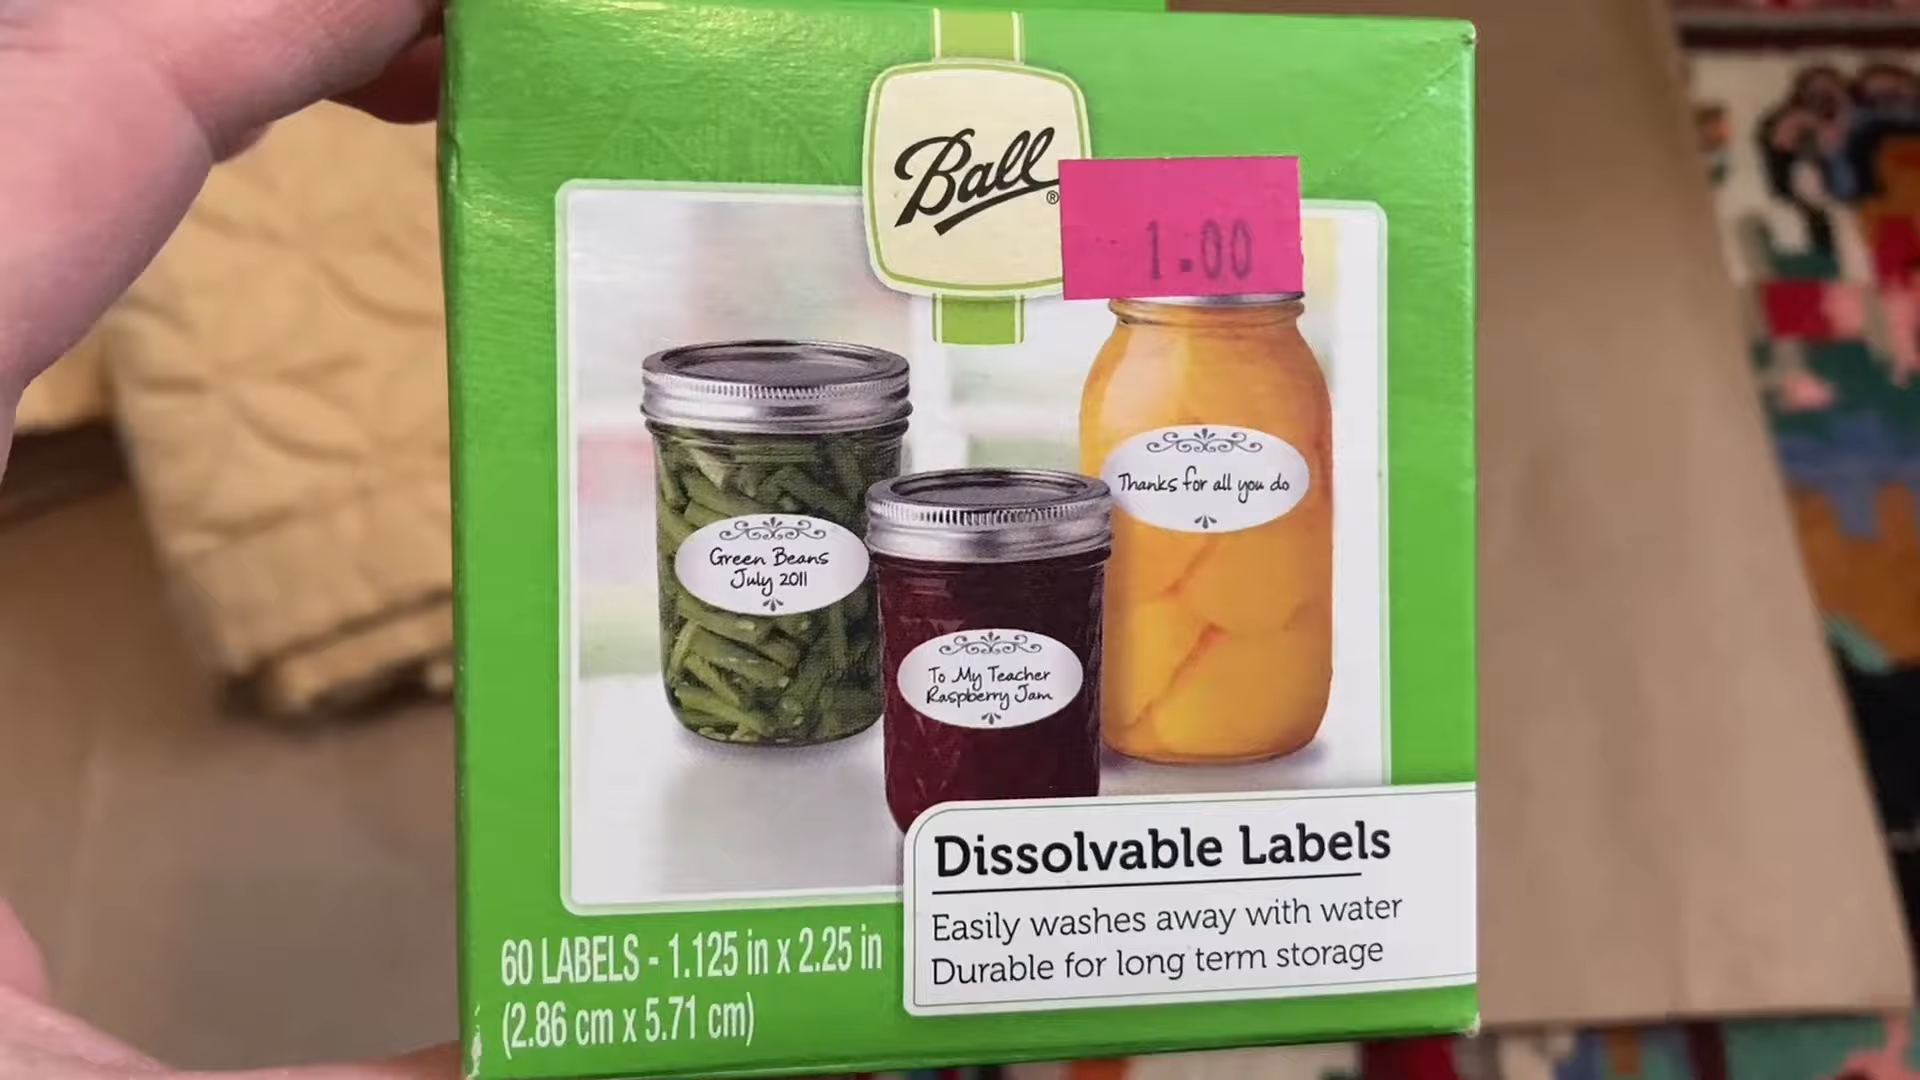 Ball®
1.00
Thanks for all you do
Green Beans
July 2011
To My Teacher
Raspberry Jam
Dissolvable Labels
Easily washes away with water
Durable for long term storage
60 LABELS - 1.125 in x 2.25 in
(2.86 cm x 5.71 cm)